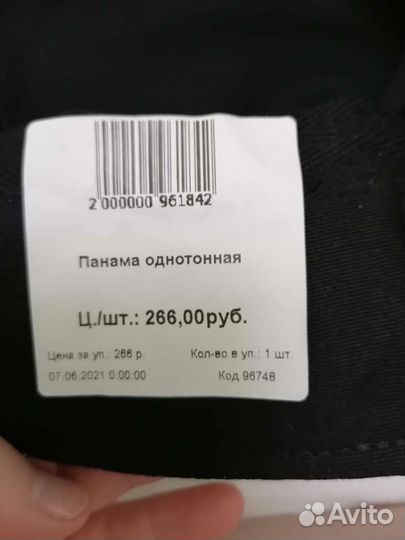 2 000000 961842
Панама однотонная
Ц./шт.: 266,00руб.
Цена за уп.: 266 р. Кол-во в уп.: 1 шт.
07.06.2021 0:00:00 Код 96748
Avito